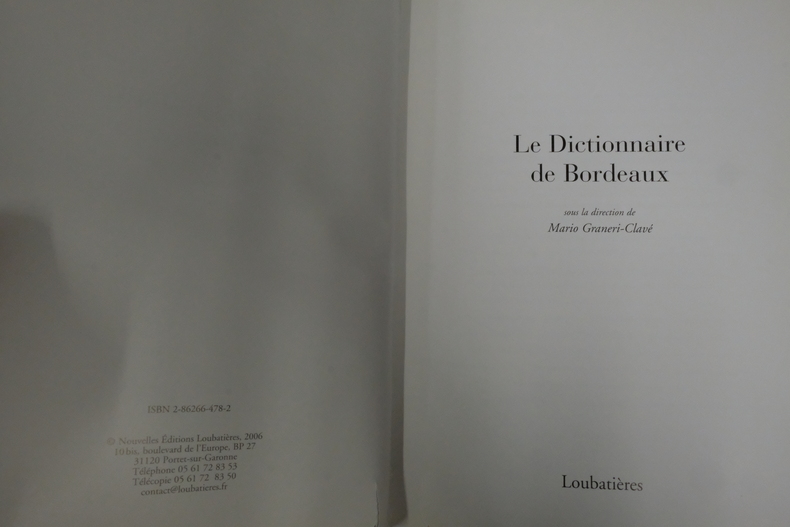 ISBN 2-86266-478-2
© Nouvelles Éditions Loubatières, 2006
10 bis, boulevard de l'Europe, BP 27
31120 Portet-sur-Garonne
Téléphone 05 61 72 83 53
Télécopie 05 61 72 83 50
contact@loubatieres.fr
Le Dictionnaire
de Bordeaux
sous la direction de
Mario Graneri-Clavé
Loubatières